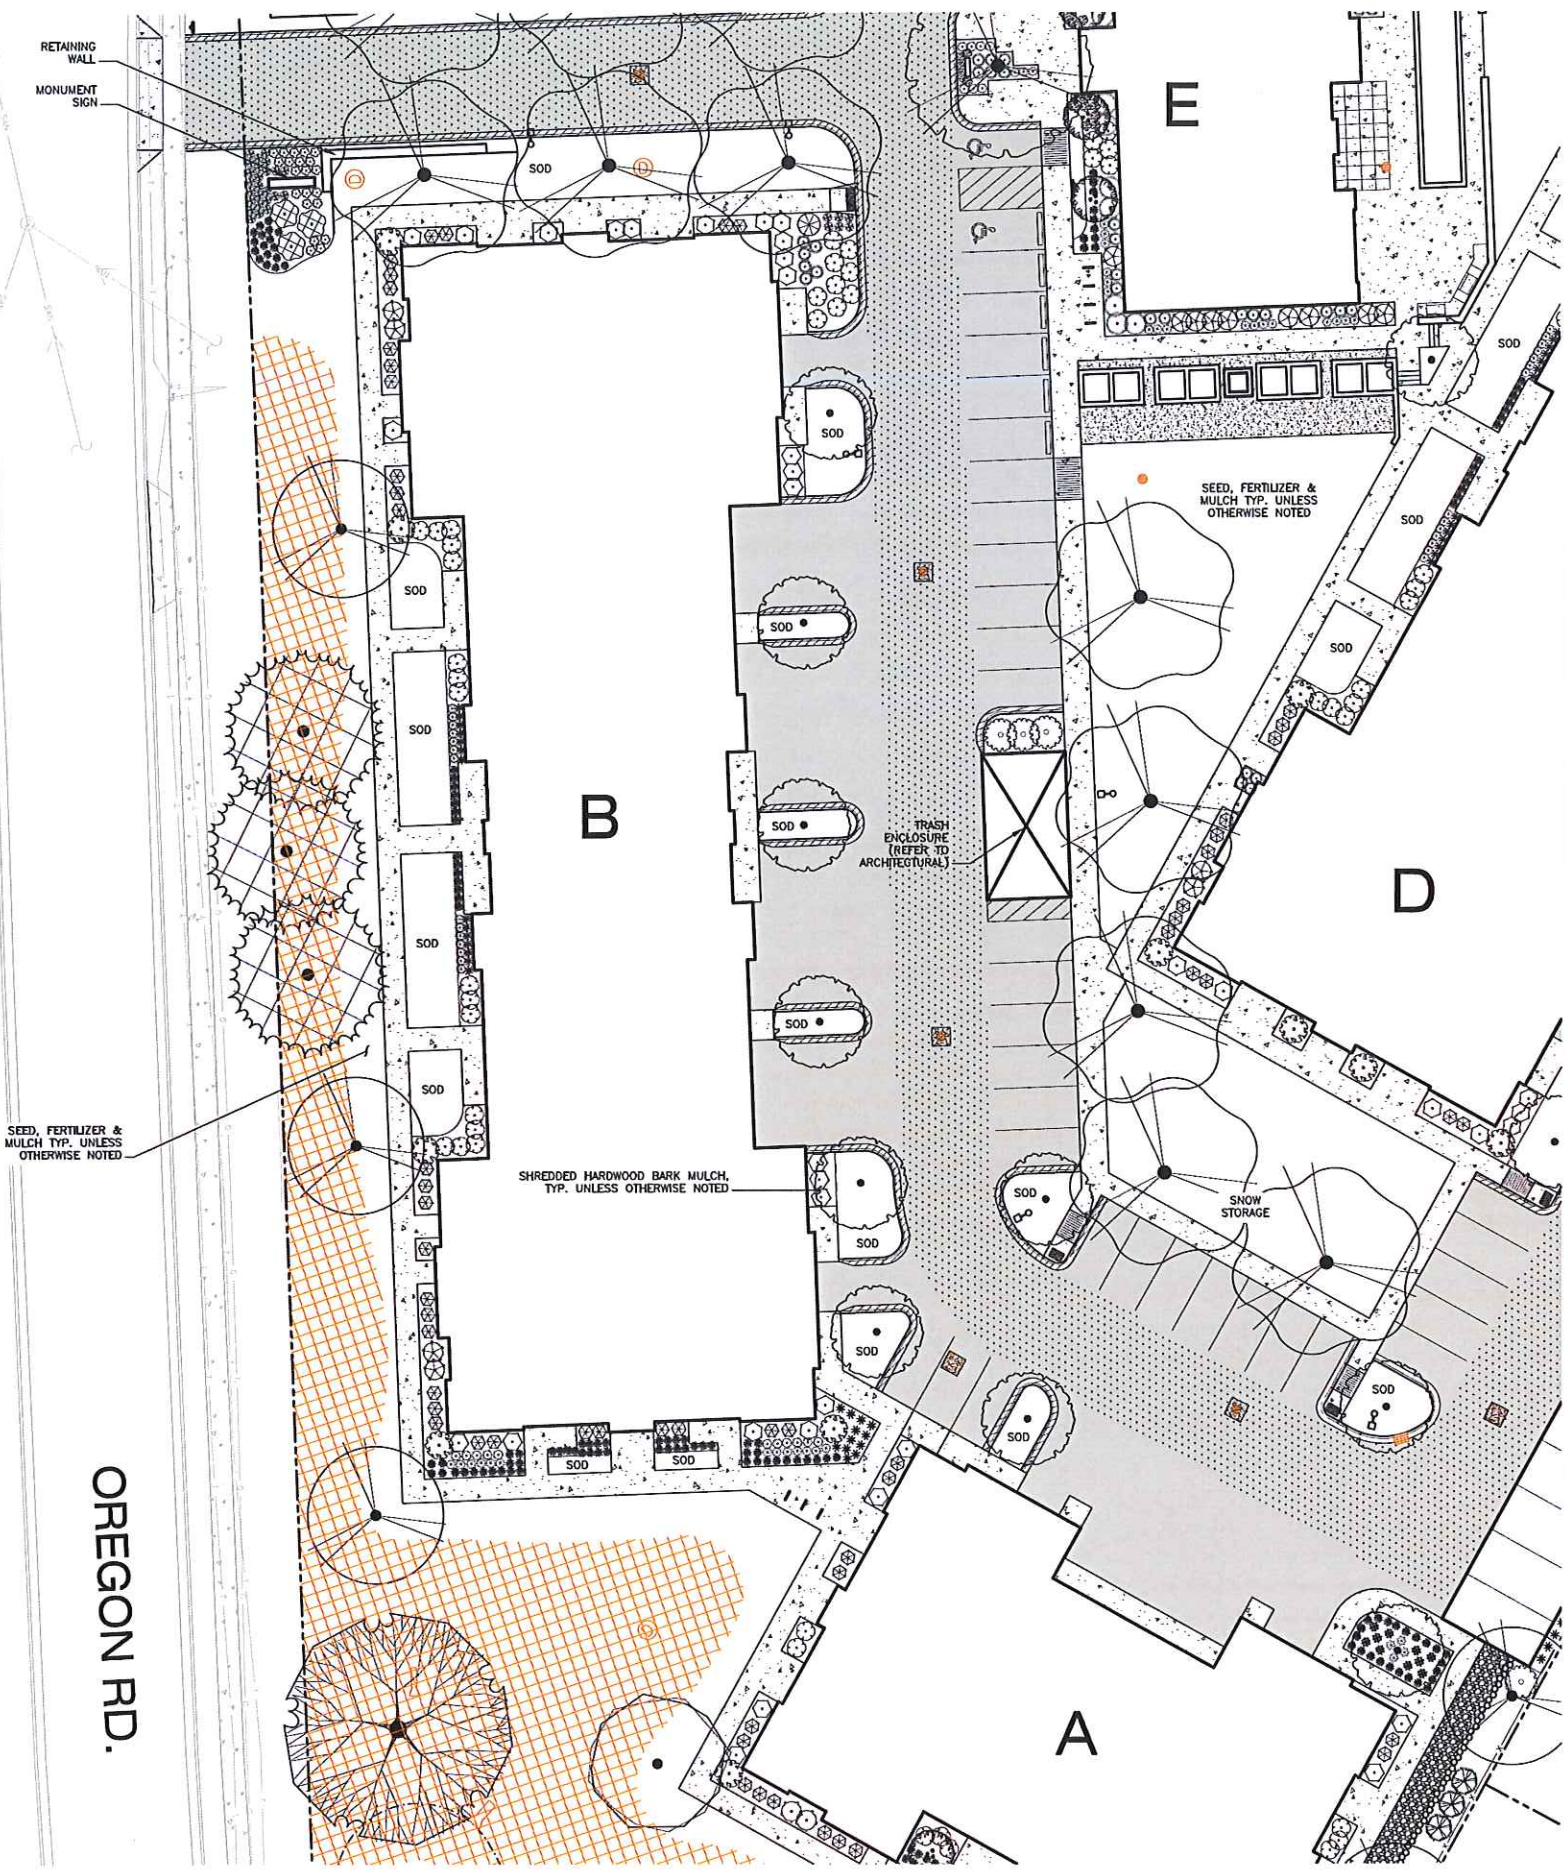 RETAINING
WALL
MONUMENT
SIGN
SOD
E
SOD
SOD
SEED, FERTILIZER &
MULCH TYP. UNLESS
OTHERWISE NOTED
SOD
SOD
SOD
SOD
SOD
B
SOD
TRASH
ENCLOSURE
(REFER TO
ARCHITECTURAL)
D
SOD
SOD
SOD
SEED, FERTILIZER &
MULCH TYP. UNLESS
OTHERWISE NOTED
SHREDDED HARDWOOD BARK MULCH,
TYP. UNLESS OTHERWISE NOTED
SOD
SNOW
STORAGE
SOD
SOD
SOD
SOD
SOD
SOD
OREGON RD.
A